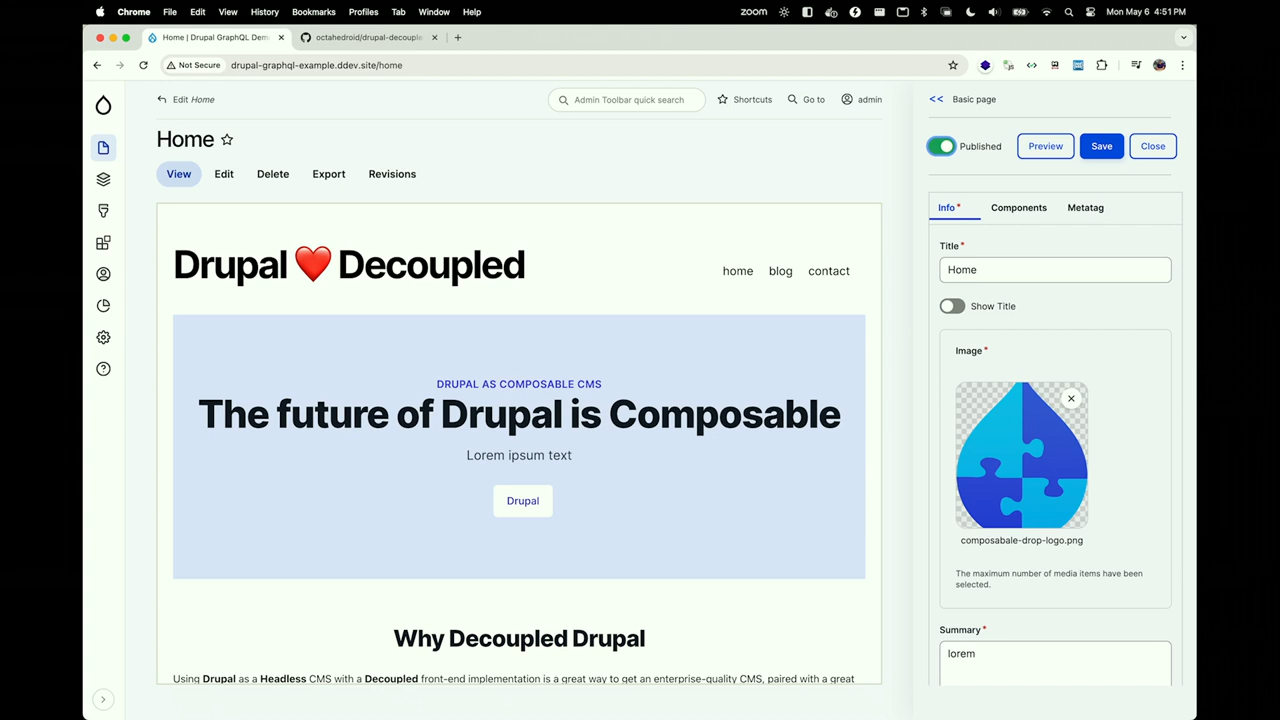 Chrome File Edit View History Bookmarks Profiles Tab Window Help zoom Mon May 6 4:51 PM
Home | Drupal GraphQL Dem octahedroid/drupal-decouple
Not Secure drupal-graphql-example.ddev.site/home
Edit Home Admin Toolbar quick search Shortcuts Go to admin
Home
View Edit Delete Export Revisions
Drupal ❤️ Decoupled
home blog contact
DRUPAL AS COMPOSABLE CMS
The future of Drupal is Composable
Lorem ipsum text
Drupal
Why Decoupled Drupal
Using Drupal as a Headless CMS with a Decoupled front-end implementation is a great way to get an enterprise-quality CMS, paired with a great
<< Basic page
Published Preview Save Close
Info* Components Metatag
Title*
Home
Show Title
Image*
composabale-drop-logo.png
The maximum number of media items have been
selected.
Summary*
lorem